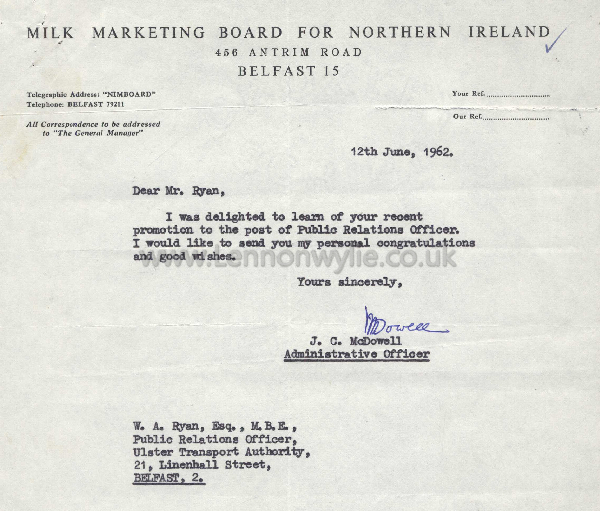 MILK MARKETING BOARD FOR NORTHERN IRELAND
456 ANTRIM ROAD
BELFAST 15
Telegraphic Address: "NIMBOARD"
Telephone: BELFAST 79211
Your Ref.
All Correspondence to be addressed
to "The General Manager"
Our Ref.
12th June, 1962.
Dear Mr. Ryan,
I was delighted to learn of your recent
promotion to the post of Public Relations Officer.
I would like to send you my personal congratulations
and good wishes.
www.Lennonwylie.co.uk
Yours sincerely,
McDowell
J. C. McDowell
Administrative Officer
W. A. Ryan, Esq., M.B.E.,
Public Relations Officer,
Ulster Transport Authority,
21, Linenhall Street,
BELFAST, 2.